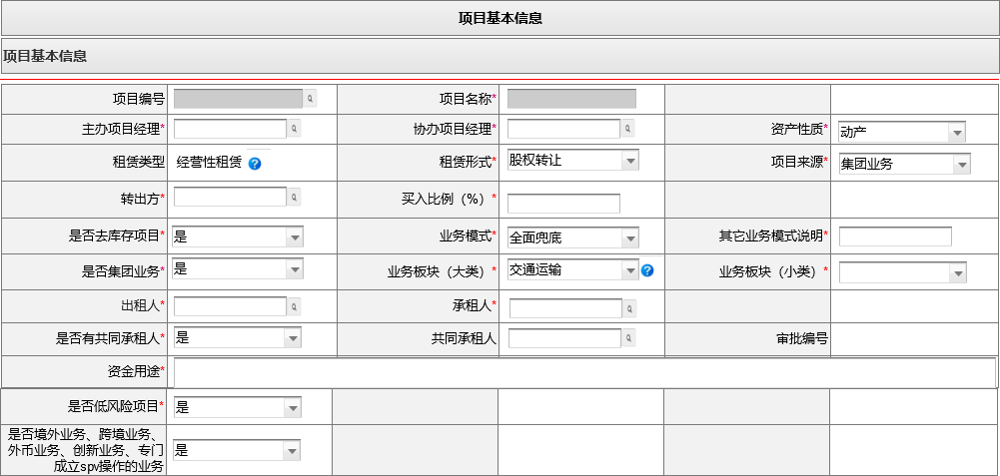 项目基本信息
项目基本信息
项目编号 项目名称*
主办项目经理* 协办项目经理* 资产性质* 动产
租赁类型 经营性租赁 ? 租赁形式* 股权转让 项目来源* 集团业务
转出方* 买入比例（%）*
是否去库存项目* 是 业务模式* 全面兜底 其它业务模式说明*
是否集团业务* 是 业务板块（大类）* 交通运输 ? 业务板块（小类）*
出租人* 承租人*
是否有共同承租人* 是 共同承租人 审批编号
资金用途*
是否低风险项目* 是
是否境外业务、跨境业务、
外币业务、创新业务、专门 是
成立spv操作的业务